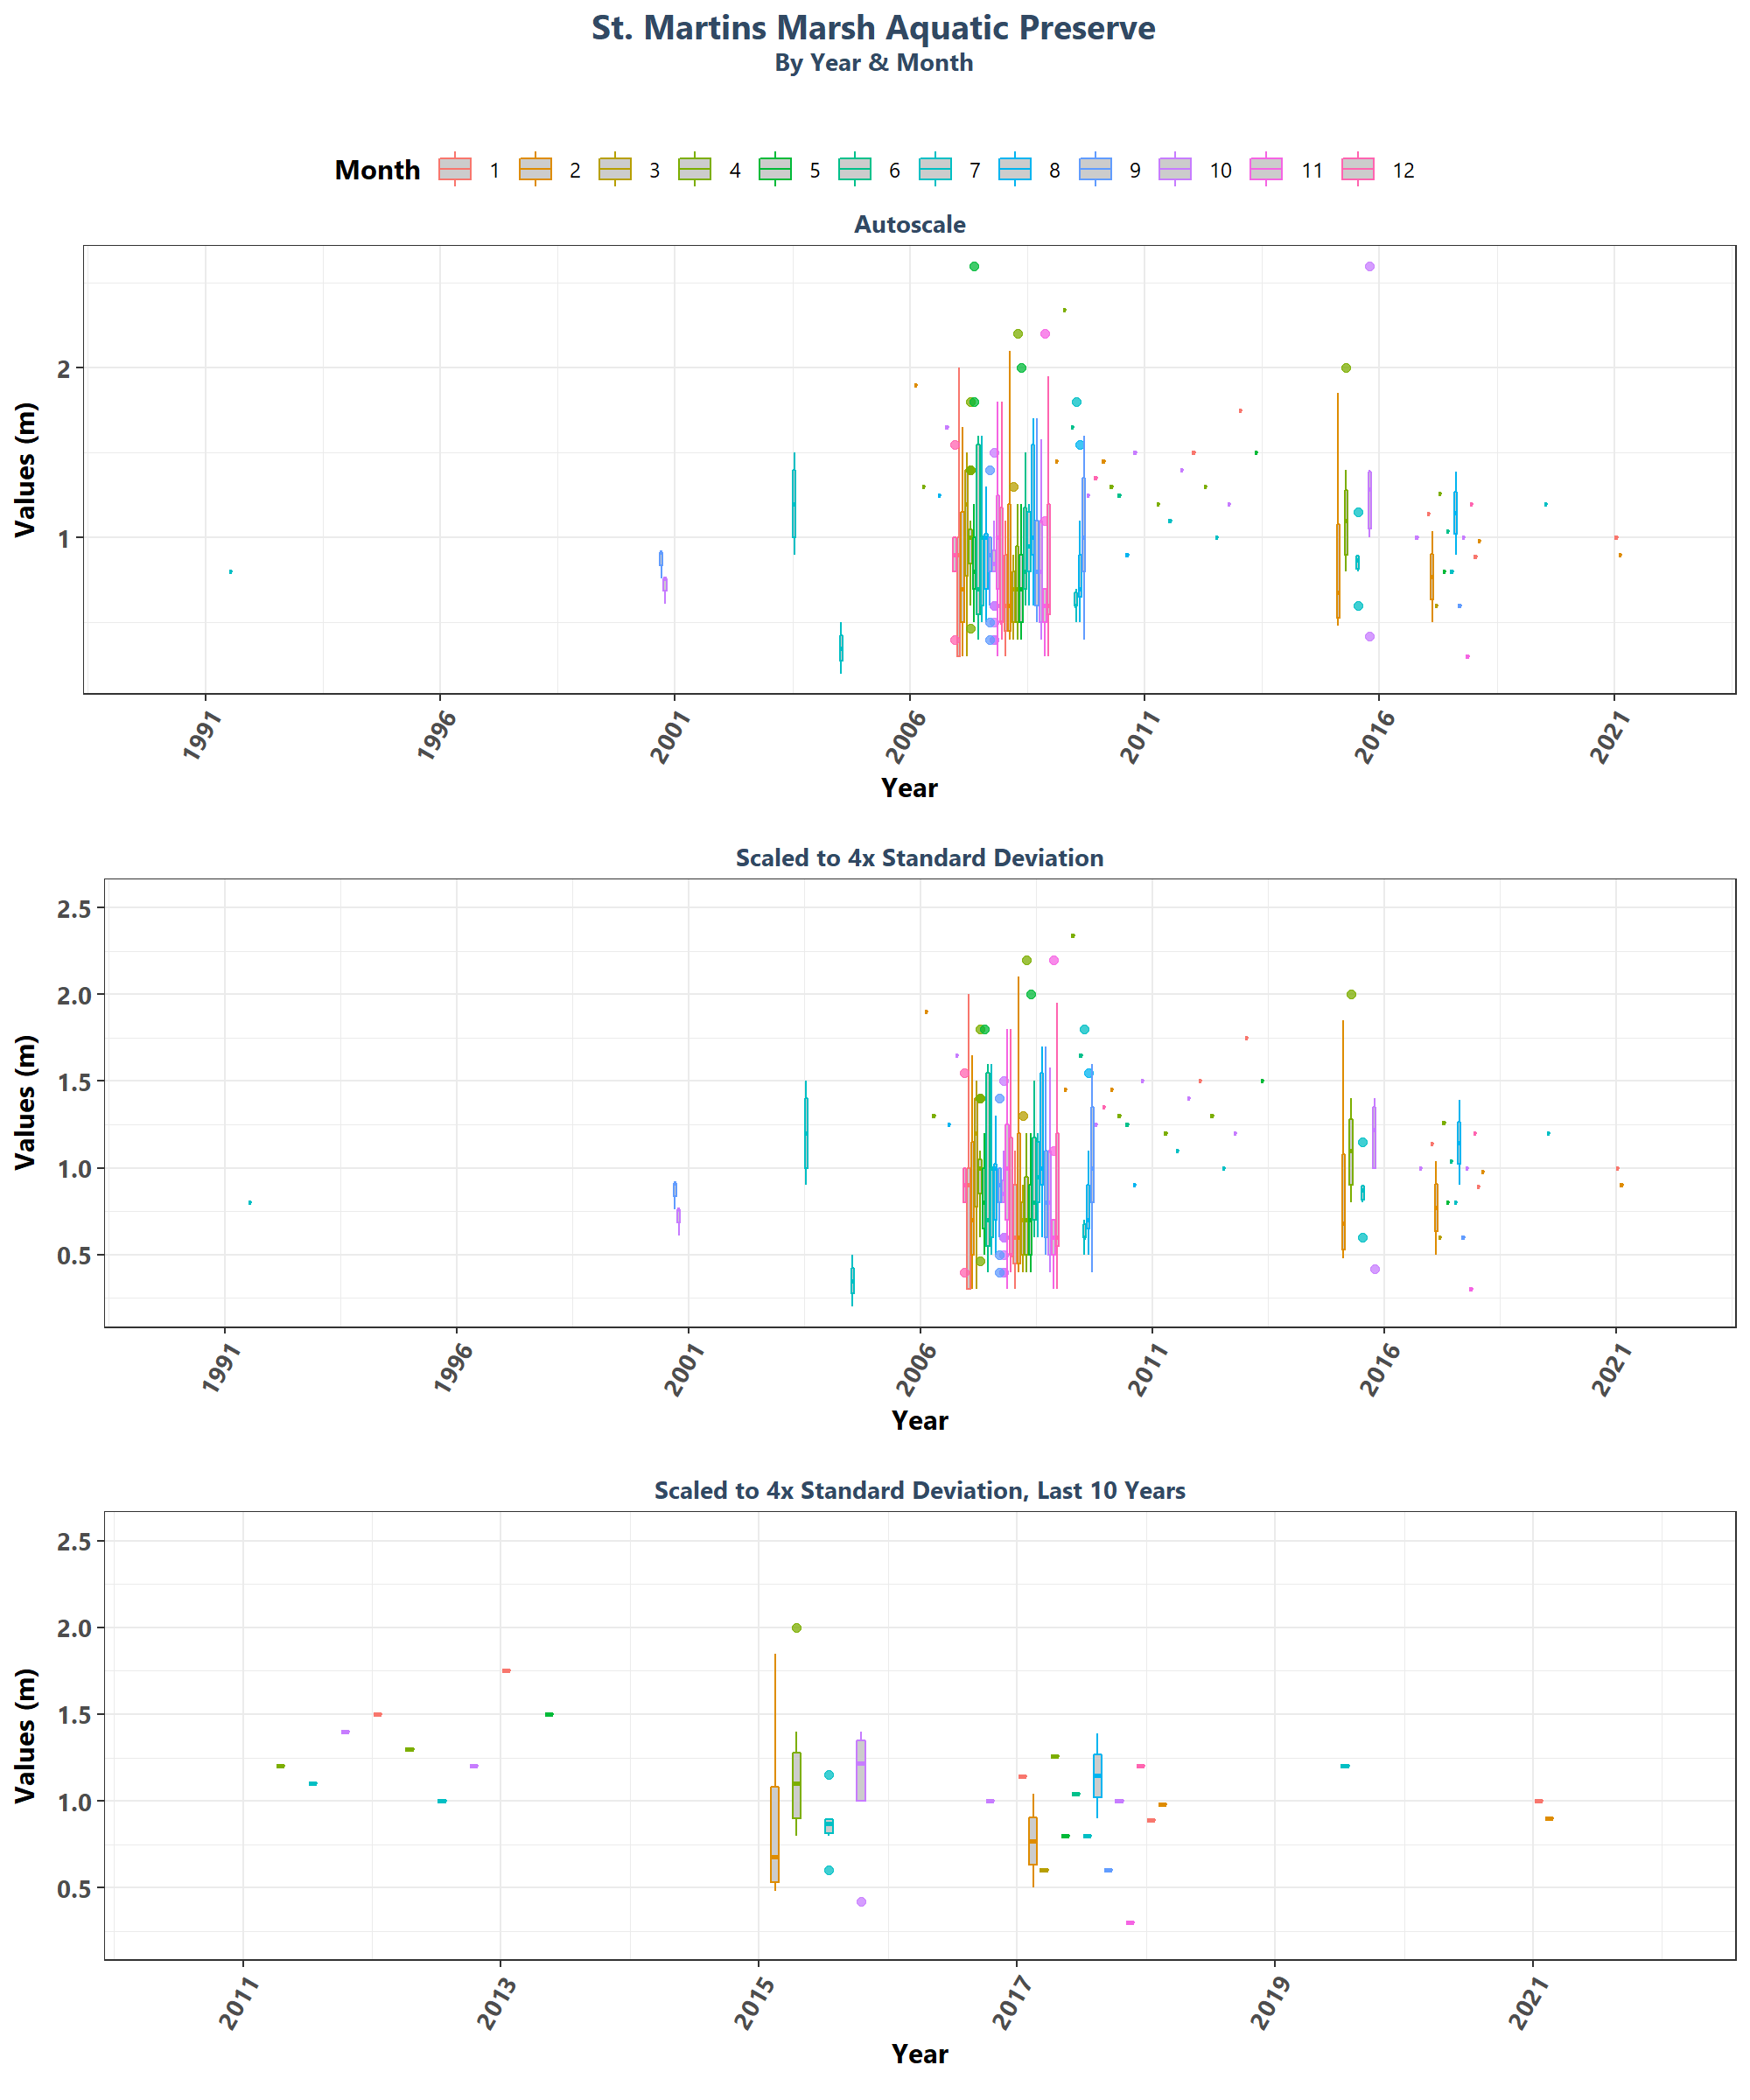 St. Martins Marsh Aquatic Preserve
By Year & Month
Month 1 2 3 4 5 6 7 8 9 10 11 12
Autoscale
Values (m)
2
1
1991 1996 2001 2006 2011 2016 2021
Year
Scaled to 4x Standard Deviation
Values (m)
2.5
2.0
1.5
1.0
0.5
1991 1996 2001 2006 2011 2016 2021
Year
Scaled to 4x Standard Deviation, Last 10 Years
Values (m)
2.5
2.0
1.5
1.0
0.5
2011 2013 2015 2017 2019 2021
Year